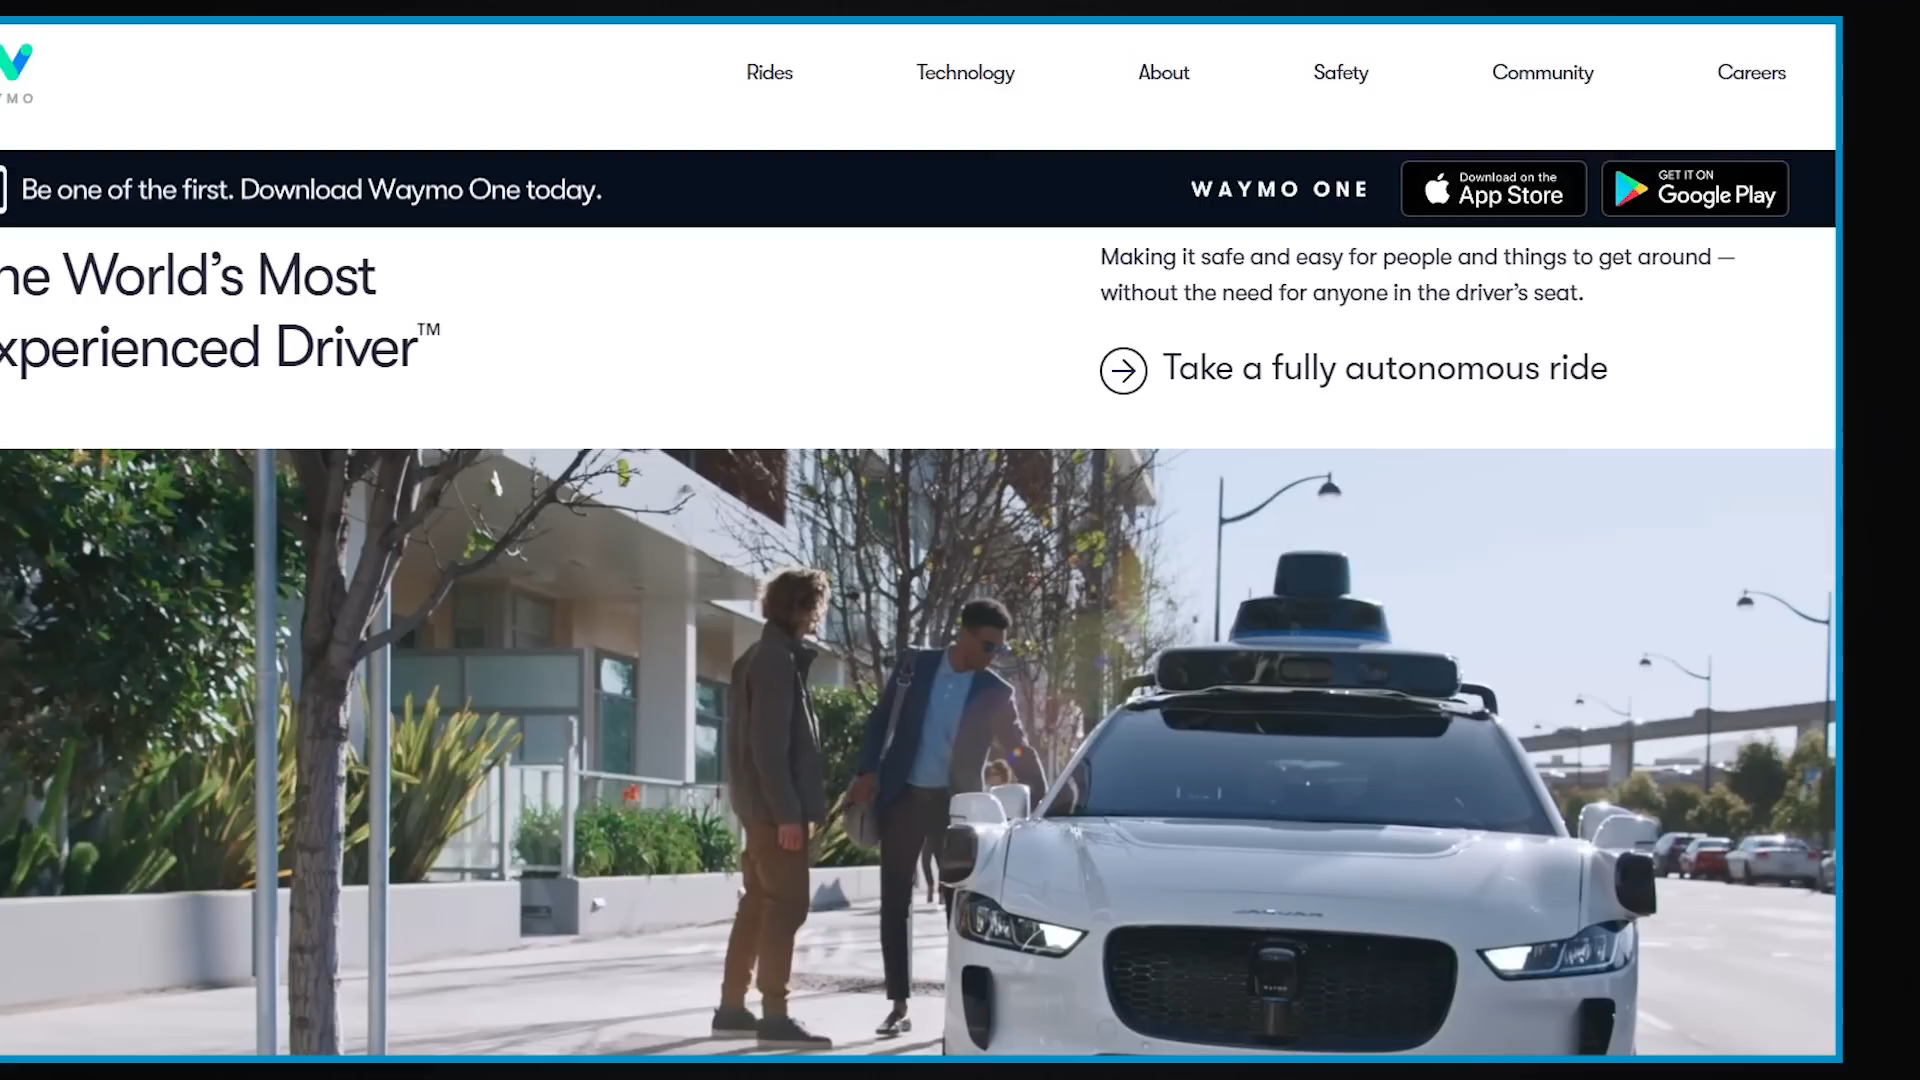 YMO
Rides
Technology
About
Safety
Community
Careers
Be one of the first. Download Waymo One today.
WAYMO ONE
Download on the
App Store
GET IT ON
Google Play
he World's Most
xperienced Driver™
Making it safe and easy for people and things to get around —
without the need for anyone in the driver's seat.
Take a fully autonomous ride
JAGUAR
WAYMO